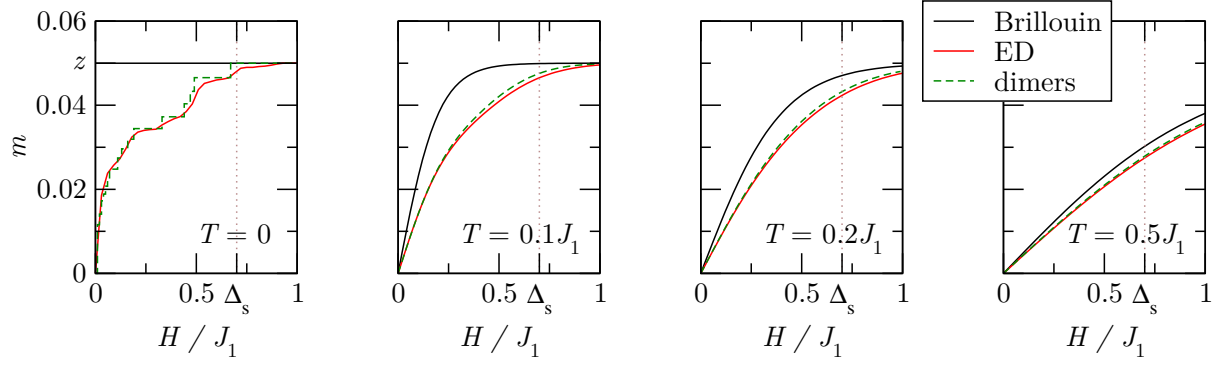 0.06
z
0.04
m
0.02
0
T = 0
T = 0.1J₁
T = 0.2J₁
T = 0.5J₁
Brillouin
ED
dimers
0 0.5 Δₛ 1
0 0.5 Δₛ 1
0 0.5 Δₛ 1
0 0.5 Δₛ 1
H / J₁
H / J₁
H / J₁
H / J₁